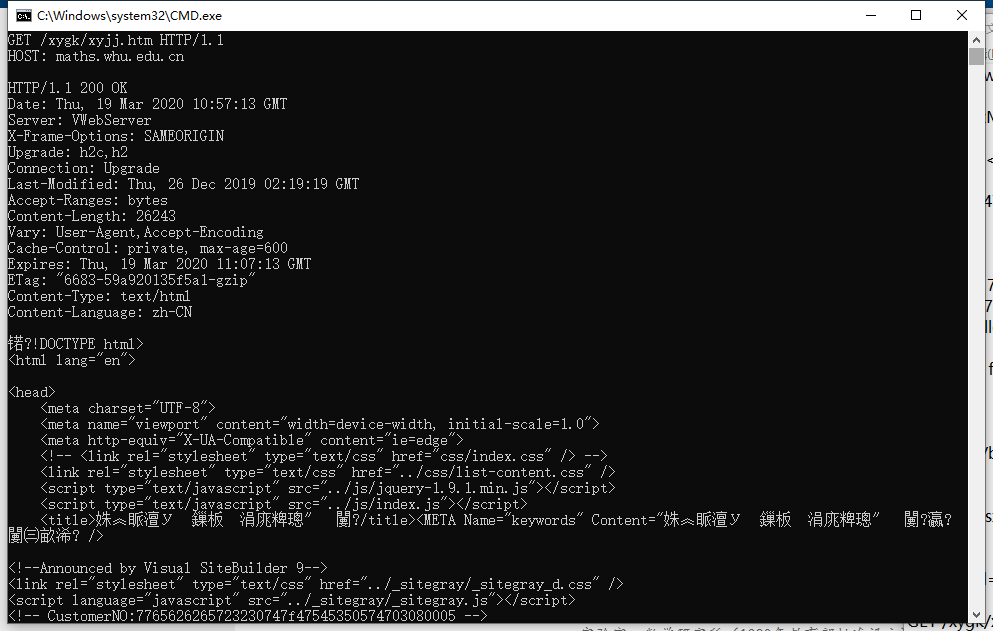 C:\Windows\system32\CMD.exe
GET /xygk/xyjj.htm HTTP/1.1
HOST: maths.whu.edu.cn
HTTP/1.1 200 OK
Date: Thu, 19 Mar 2020 10:57:13 GMT
Server: VWebServer
X-Frame-Options: SAMEORIGIN
Upgrade: h2c,h2
Connection: Upgrade
Last-Modified: Thu, 26 Dec 2019 02:19:19 GMT
Accept-Ranges: bytes
Content-Length: 26243
Vary: User-Agent,Accept-Encoding
Cache-Control: private, max-age=600
Expires: Thu, 19 Mar 2020 11:07:13 GMT
ETag: "6683-59a920135f5a1-gzip"
Content-Type: text/html
Content-Language: zh-CN
锘?!DOCTYPE html>
<html lang="en">
<head>
<meta charset="UTF-8">
<meta name="viewport" content="width=device-width, initial-scale=1.0">
<meta http-equiv="X-UA-Compatible" content="ie=edge">
<!-- <link rel="stylesheet" type="text/css" href="css/index.css" /> -->
<link rel="stylesheet" type="text/css" href="../css/list-content.css" />
<script type="text/javascript" src="../js/jquery-1.9.1.min.js"></script>
<script type="text/javascript" src="../js/index.js"></script>
<title>姝︽眽澶у 鏁板 涓庣粺璁″ 闄?/title><META Name="keywords" Content="姝︽眽澶у 鏁板 涓庣粺璁″ 闄?瀛?
闄㈢畝浠? />
<!--Announced by Visual SiteBuilder 9-->
<link rel="stylesheet" type="text/css" href="../_sitegray/_sitegray_d.css" />
<script language="javascript" src="../_sitegray/_sitegray.js"></script>
<!-- CustomerNO:7765626265723230747f475453505747030800​05 -->